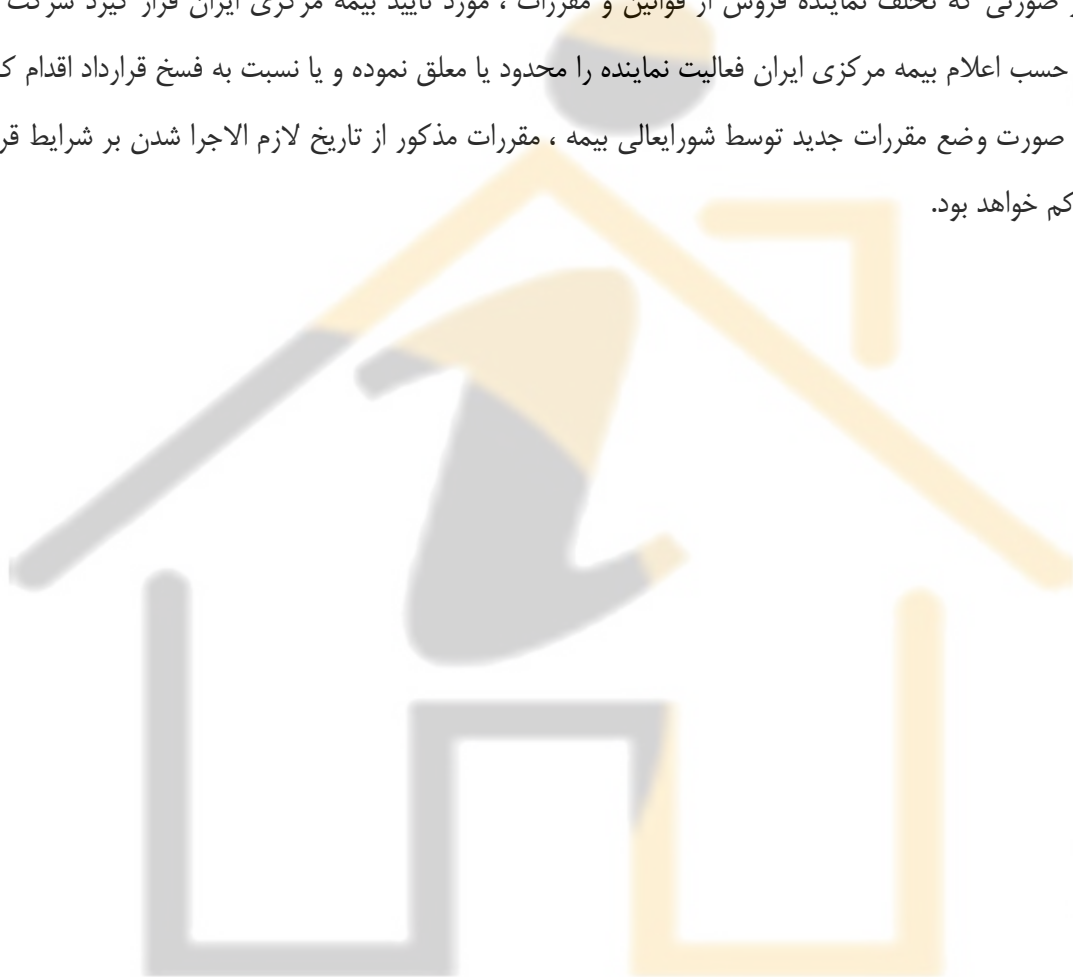 صورتی که تخلف نماینده فروش از قوانین و مقررات ، مورد تایید بیمه مرکزی ایران قرار گیرد شرکت
حسب اعلام بیمه مرکزی ایران فعالیت نماینده را محدود یا معلق نموده و یا نسبت به فسخ قرارداد اقدام
صورت وضع مقررات جدید توسط شورایعالی بیمه ، مقررات مذکور از تاریخ لازم الاجرا شدن بر شرایط
خواهد بود.